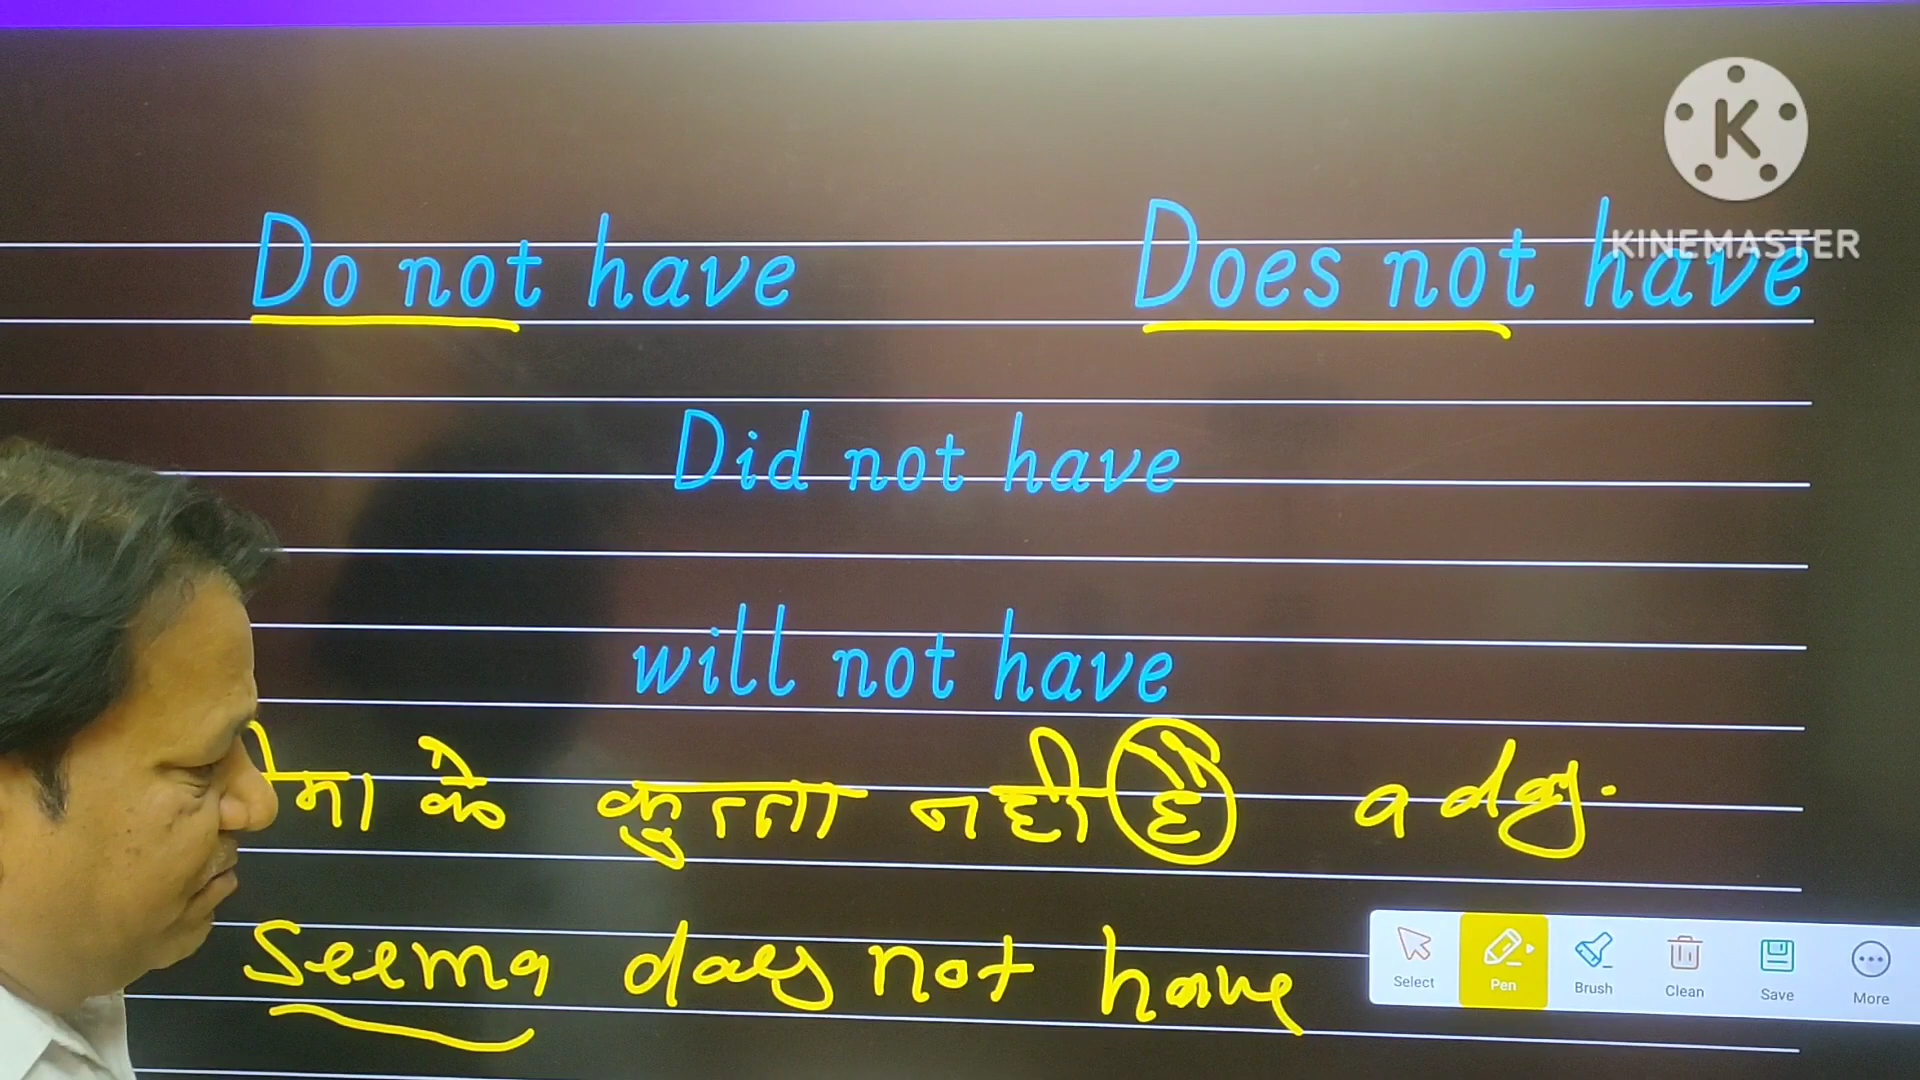 Do not have Does not have
KINEMASTER
Did not have
will not have
के कुत्ता नहीं है a dog.
Seema does not have
Select Pen Brush Clean Save More